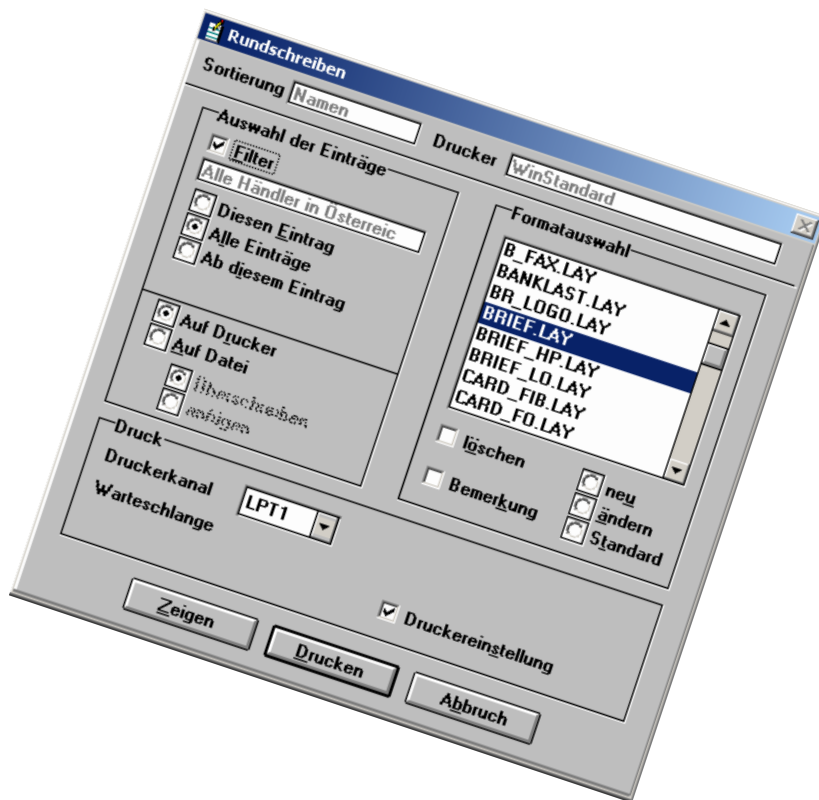 Rundschreiben
Sortierung Namen Drucker WinStandard
Auswahl der Einträge
Filter
Alle Händler in Österreic
Diesen Eintrag
Alle Einträge
Ab diesem Eintrag
Auf Drucker
Auf Datei
Überschreiben
anfügen
Formatauswahl
B_FAX.LAY
BANKLAST.LAY
BR_LOGO.LAY
BRIEF.LAY
BRIEF_HP.LAY
BRIEF_LO.LAY
CARD_FIB.LAY
CARD_FO.LAY
löschen
Bemerkung
neu
ändern
Standard
Druck
Druckerkanal LPT1
Warteschlange
Druckereinstellung
Zeigen
Drucken
Abbruch